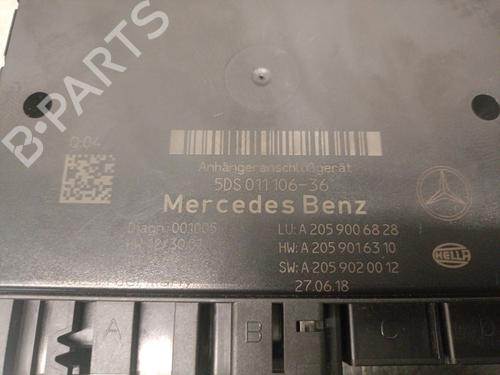 B-PARTS
Q:04
Anhängeranschlußgerät
5DS 011 106-36
Mercedes Benz
Diagn: 001005 LU: A 205 900 68 28
HW: A 205 901 63 10
SW: A 205 902 00 12
27.06.18
HELLA
A B C D